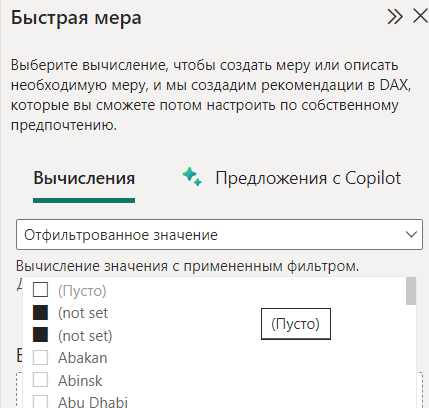 Быстрая мера
Выберите вычисление, чтобы создать меру или описать
необходимую меру, и мы создадим рекомендации в DAX,
которые вы сможете потом настроить по собственному
предпочтению.
Вычисления
Предложения с Copilot
Отфильтрованное значение
Вычисление значения с примененным фильтром.
(Пусто)
(not set
(not set)
(Пусто)
Abakan
Abinsk
Abu Dhabi